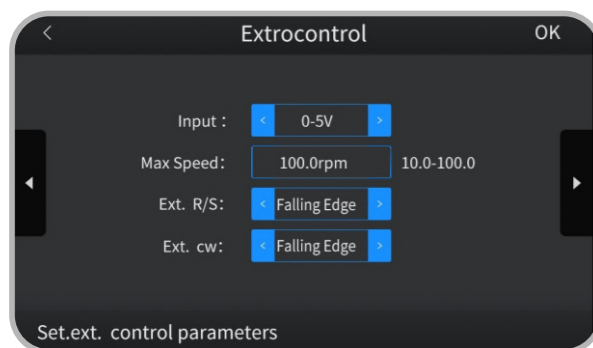 < Extrocontrol OK
Input : < 0-5V >
Max Speed: 100.0rpm 10.0-100.0
Ext. R/S: < Falling Edge >
Ext. cw: < Falling Edge >
Set.ext. control parameters